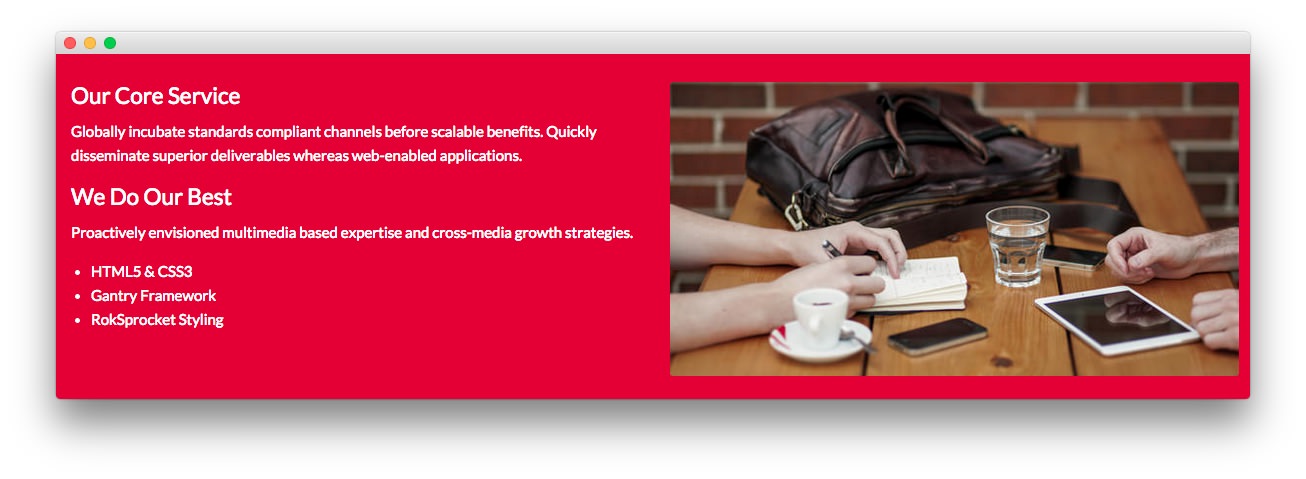 Our Core Service
Globally incubate standards compliant channels before scalable benefits. Quickly
disseminate superior deliverables whereas web-enabled applications.
We Do Our Best
Proactively envisioned multimedia based expertise and cross-media growth strategies.
• HTML5 & CSS3
• Gantry Framework
• RokSprocket Styling